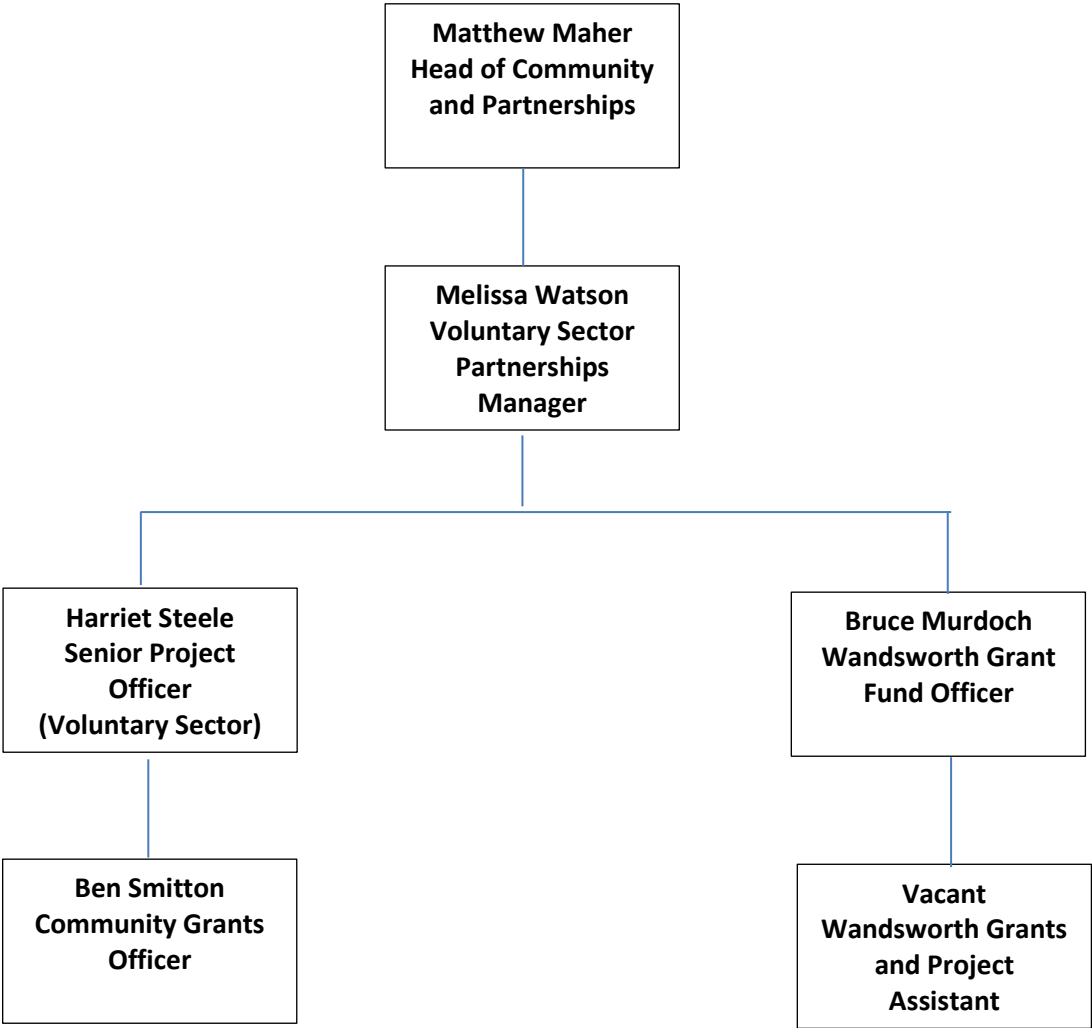 Matthew Maher
Head of Community
and Partnerships
Melissa Watson
Voluntary Sector
Partnerships
Manager
Harriet Steele
Senior Project
Officer
(Voluntary Sector)
Bruce Murdoch
Wandsworth Grant
Fund Officer
Ben Smitton
Community Grants
Officer
Vacant
Wandsworth Grants
and Project
Assistant